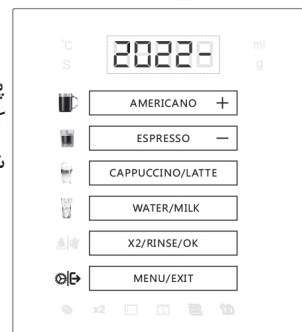 °C
ml
S
g
2022-
AMERICANO +
ESPRESSO —
CAPPUCCINO/LATTE
WATER/MILK
X2/RINSE/OK
MENU/EXIT
x2